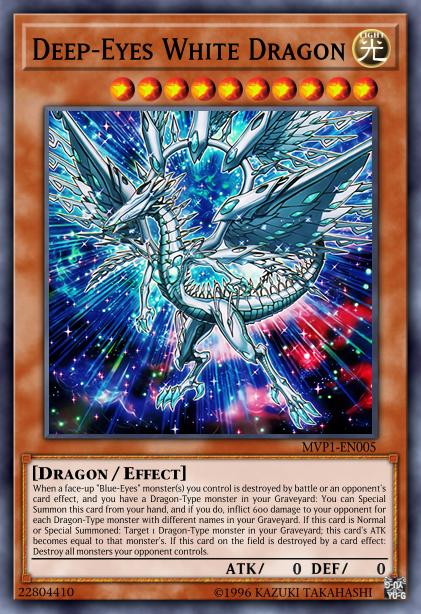 DEEP-EYES WHITE DRAGON
LIGHT
光
MVP1-EN005
[DRAGON / EFFECT]
When a face-up "Blue-Eyes" monster(s) you control is destroyed by battle or an opponent's
card effect, and you have a Dragon-Type monster in your Graveyard: You can Special
Summon this card from your hand, and if you do, inflict 600 damage to your opponent for
each Dragon-Type monster with different names in your Graveyard. If this card is Normal
or Special Summoned: Target 1 Dragon-Type monster in your Graveyard; this card's ATK
becomes equal to that monster's. If this card on the field is destroyed by a card effect:
Destroy all monsters your opponent controls.
ATK/ 0 DEF/ 0
22804410
©1996 KAZUKI TAKAHASHI